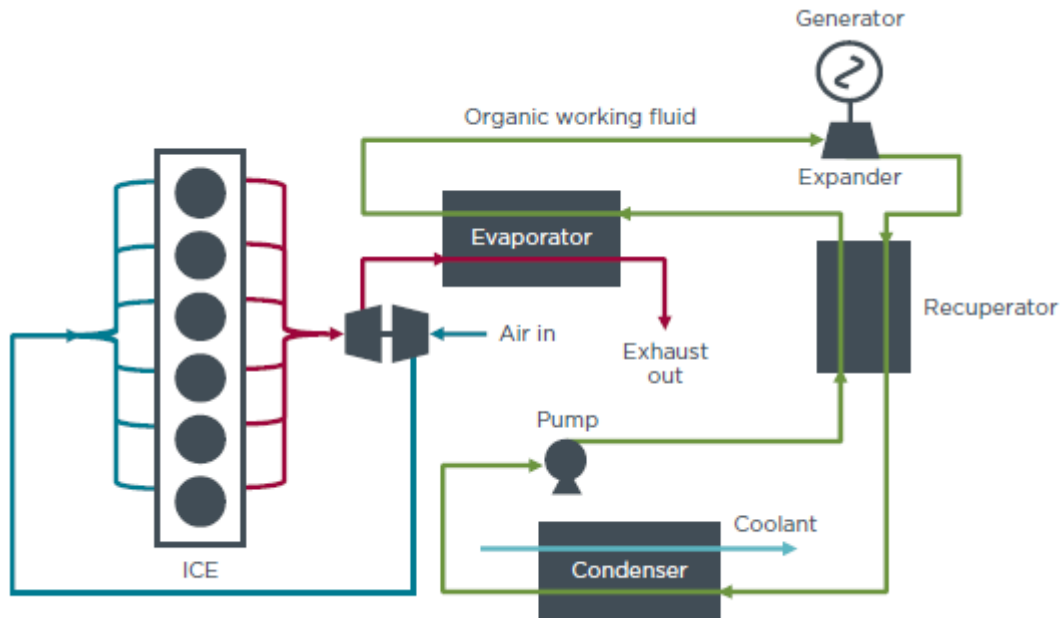 Generator
Organic working fluid
Expander
Evaporator
Recuperator
Air in
Exhaust
out
Pump
Coolant
ICE
Condenser